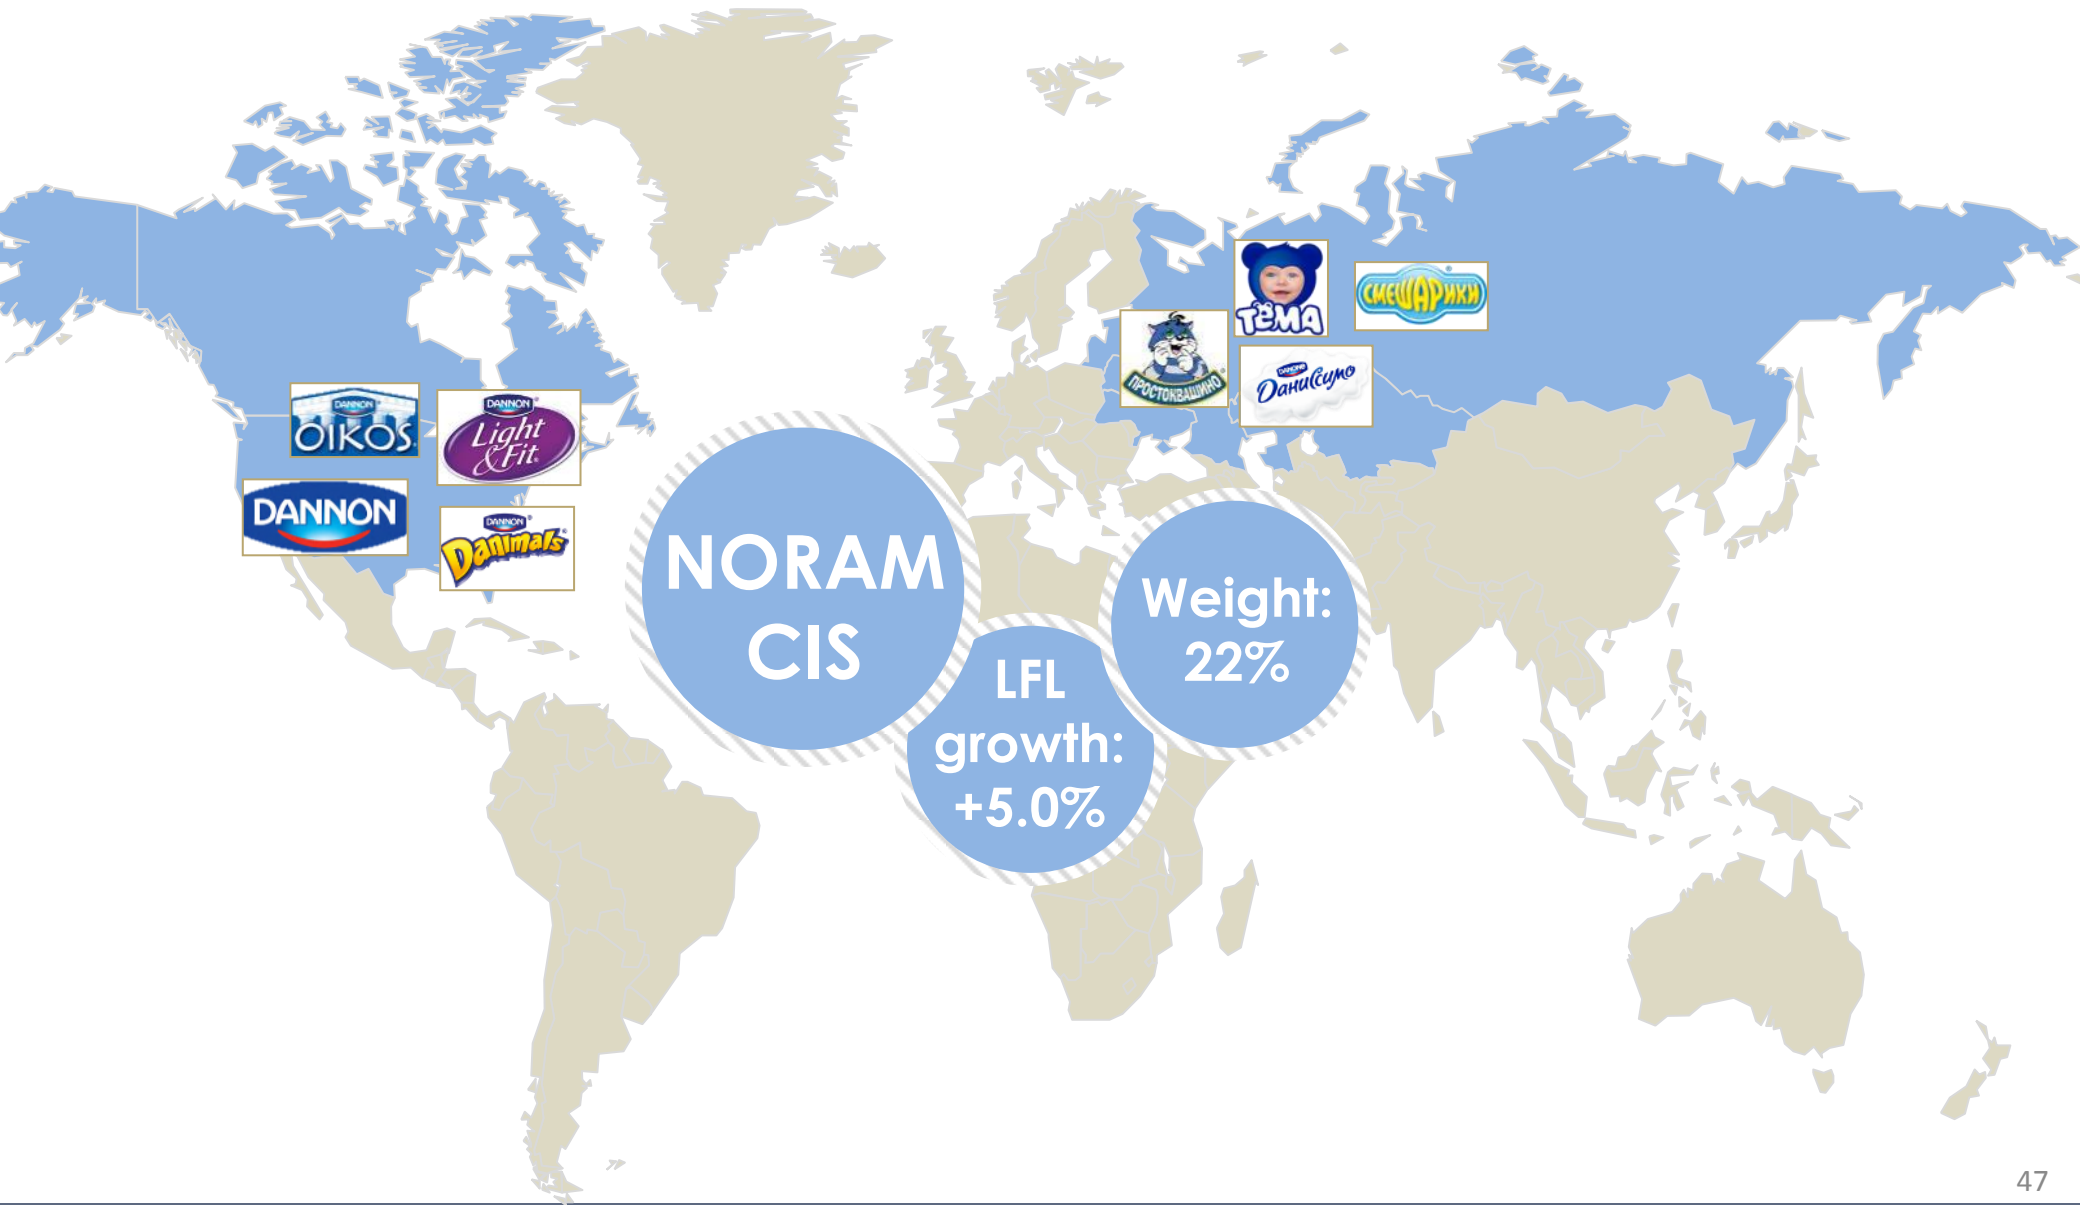 DANNON
OIKOS
DANNON
Light
& Fit
DANNON
DANNON
Danimals
ТЁМА
СМЕШАРИКИ
ПРОСТОКВАШИНО
DANONE
Даниссимо
NORAM
CIS
LFL
growth:
+5.0%
Weight:
22%
47